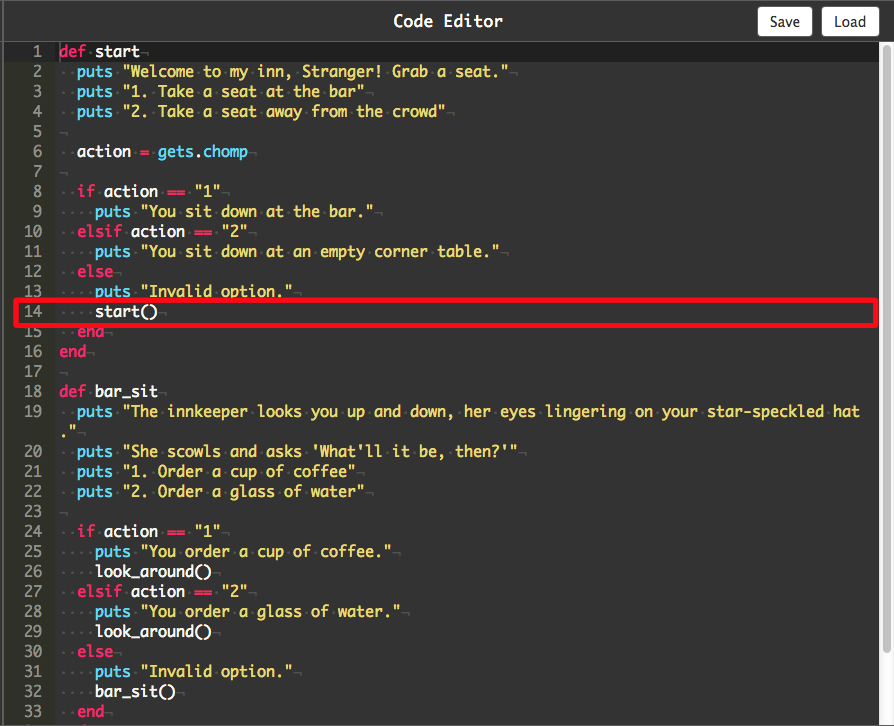 Code Editor
Save
Load
1 def start
2 puts "Welcome to my inn, Stranger! Grab a seat."
3 puts "1. Take a seat at the bar"
4 puts "2. Take a seat away from the crowd"
5
6 action = gets.chomp
7
8 if action == "1"
9 puts "You sit down at the bar."
10 elsif action == "2"
11 puts "You sit down at an empty corner table."
12 else
13 puts "Invalid option."
14 start()
15 end
16 end
17
18 def bar_sit
19 puts "The innkeeper looks you up and down, her eyes lingering on your star-speckled hat
."
20 puts "She scowls and asks 'What'll it be, then?'"
21 puts "1. Order a cup of coffee"
22 puts "2. Order a glass of water"
23
24 if action == "1"
25 puts "You order a cup of coffee."
26 look_around()
27 elsif action == "2"
28 puts "You order a glass of water."
29 look_around()
30 else
31 puts "Invalid option."
32 bar_sit()
33 end